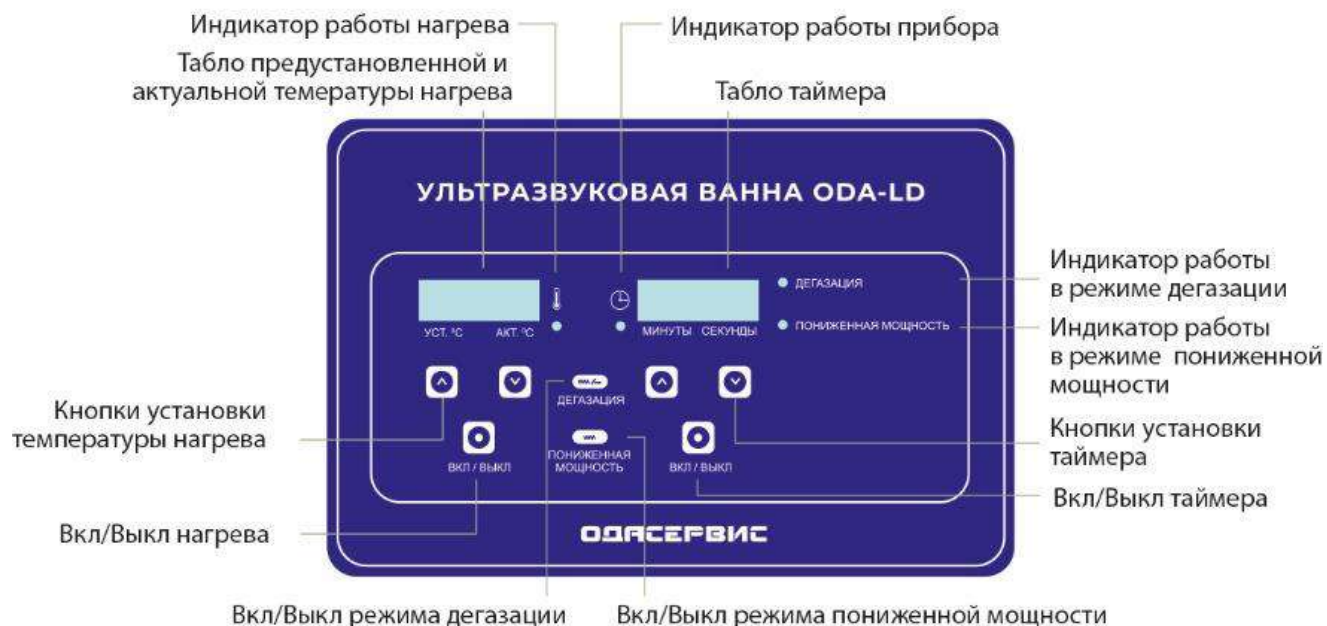 Индикатор работы нагрева
Индикатор работы прибора
Табло предустановленной и
актуальной темературы нагрева
Табло таймера
УЛЬТРАЗВУКОВАЯ ВАННА ODA-LD
ДЕГАЗАЦИЯ
Индикатор работы
в режиме дегазации
УСТ. °C
АКТ. °C
МИНУТЫ
СЕКУНДЫ
ПОНИЖЕННАЯ МОЩНОСТЬ
Индикатор работы
в режиме пониженной
мощности
Кнопки установки
температуры нагрева
ДЕГАЗАЦИЯ
Кнопки установки
таймера
ВКЛ / ВЫКЛ
ПОНИЖЕННАЯ
МОЩНОСТЬ
ВКЛ / ВЫКЛ
Вкл/Выкл таймера
Вкл/Выкл нагрева
ОДАСЕРВИС
Вкл/Выкл режима дегазации
Вкл/Выкл режима пониженной мощности